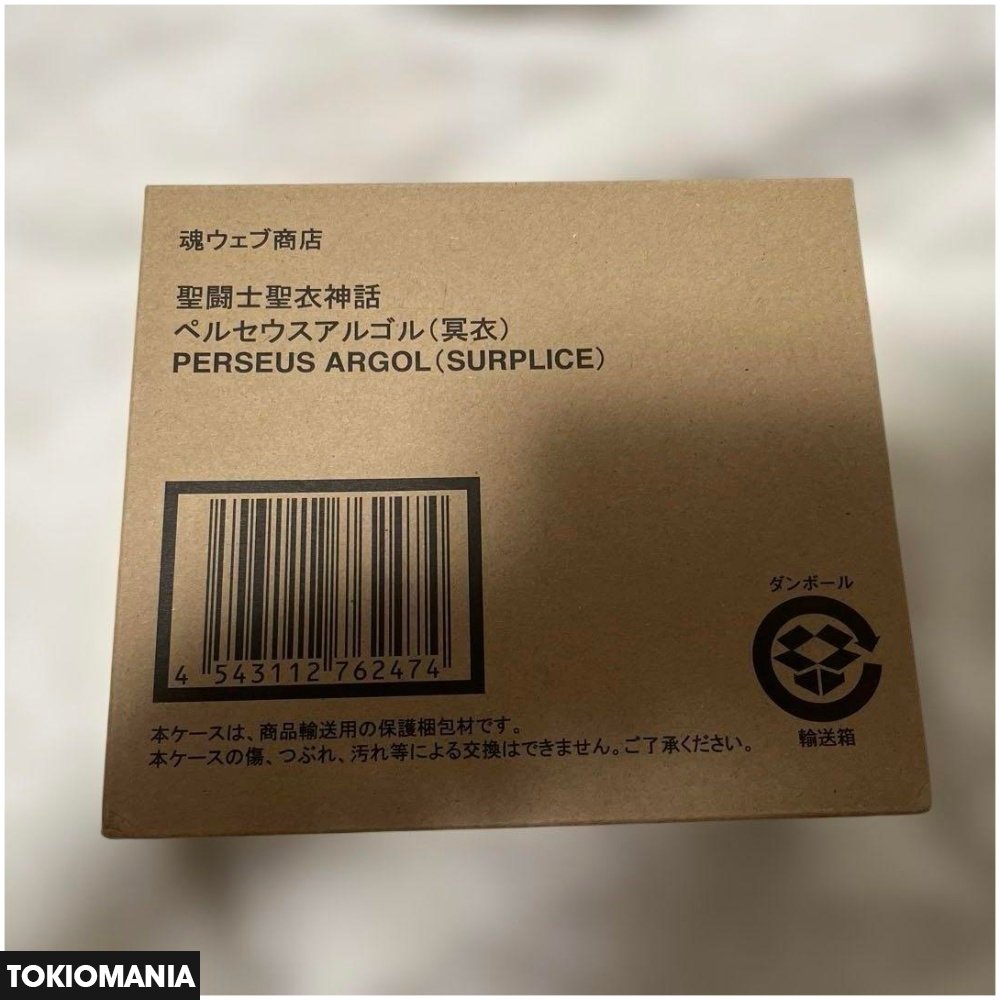 魂ウェブ商店
聖闘士聖衣神話
ペルセウスアルゴル(冥衣)
PERSEUS ARGOL(SURPLICE)
4 543112 762474
ダンボール
輸送箱
本ケースは、商品輸送用の保護梱包材です。
本ケースの傷、つぶれ、汚れ等による交換はできません。ご了承ください。
TOKIOMANIA